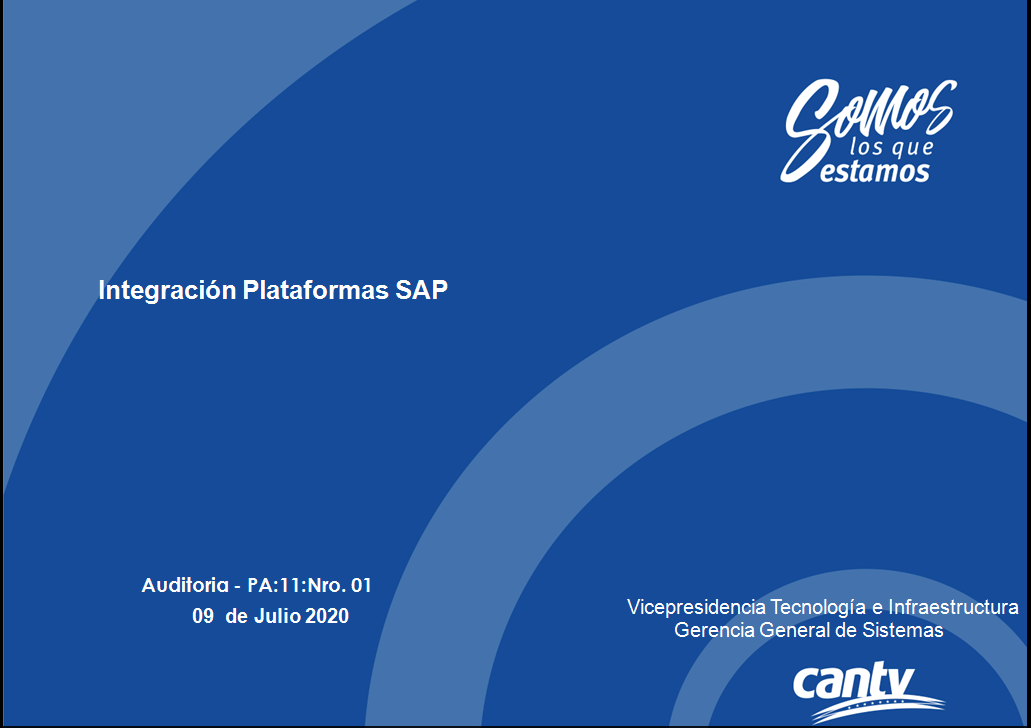 Somos
los que
estamos
Integración Plataformas SAP
Auditoria - PA:11:Nro. 01
09 de Julio 2020
Vicepresidencia Tecnología e Infraestructura
Gerencia General de Sistemas
cantv